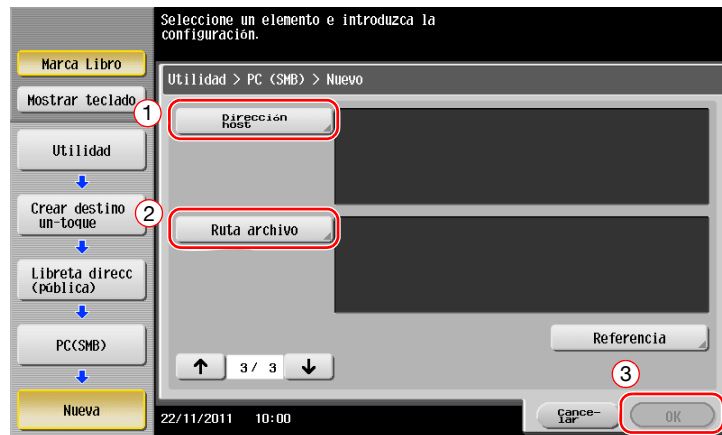 Seleccione un elemento e introduzca la
configuración.
Marca Libro
Mostrar teclado
Utilidad > PC (SMB) > Nuevo
1
Dirección
host
Utilidad
Crear destino
un-toque
2
Ruta archivo
Libreta direcc
(pública)
PC(SMB)
Referencia
↑ 3/ 3 ↓
3
Nueva
22/11/2011 10:00
Cance-
lar
OK